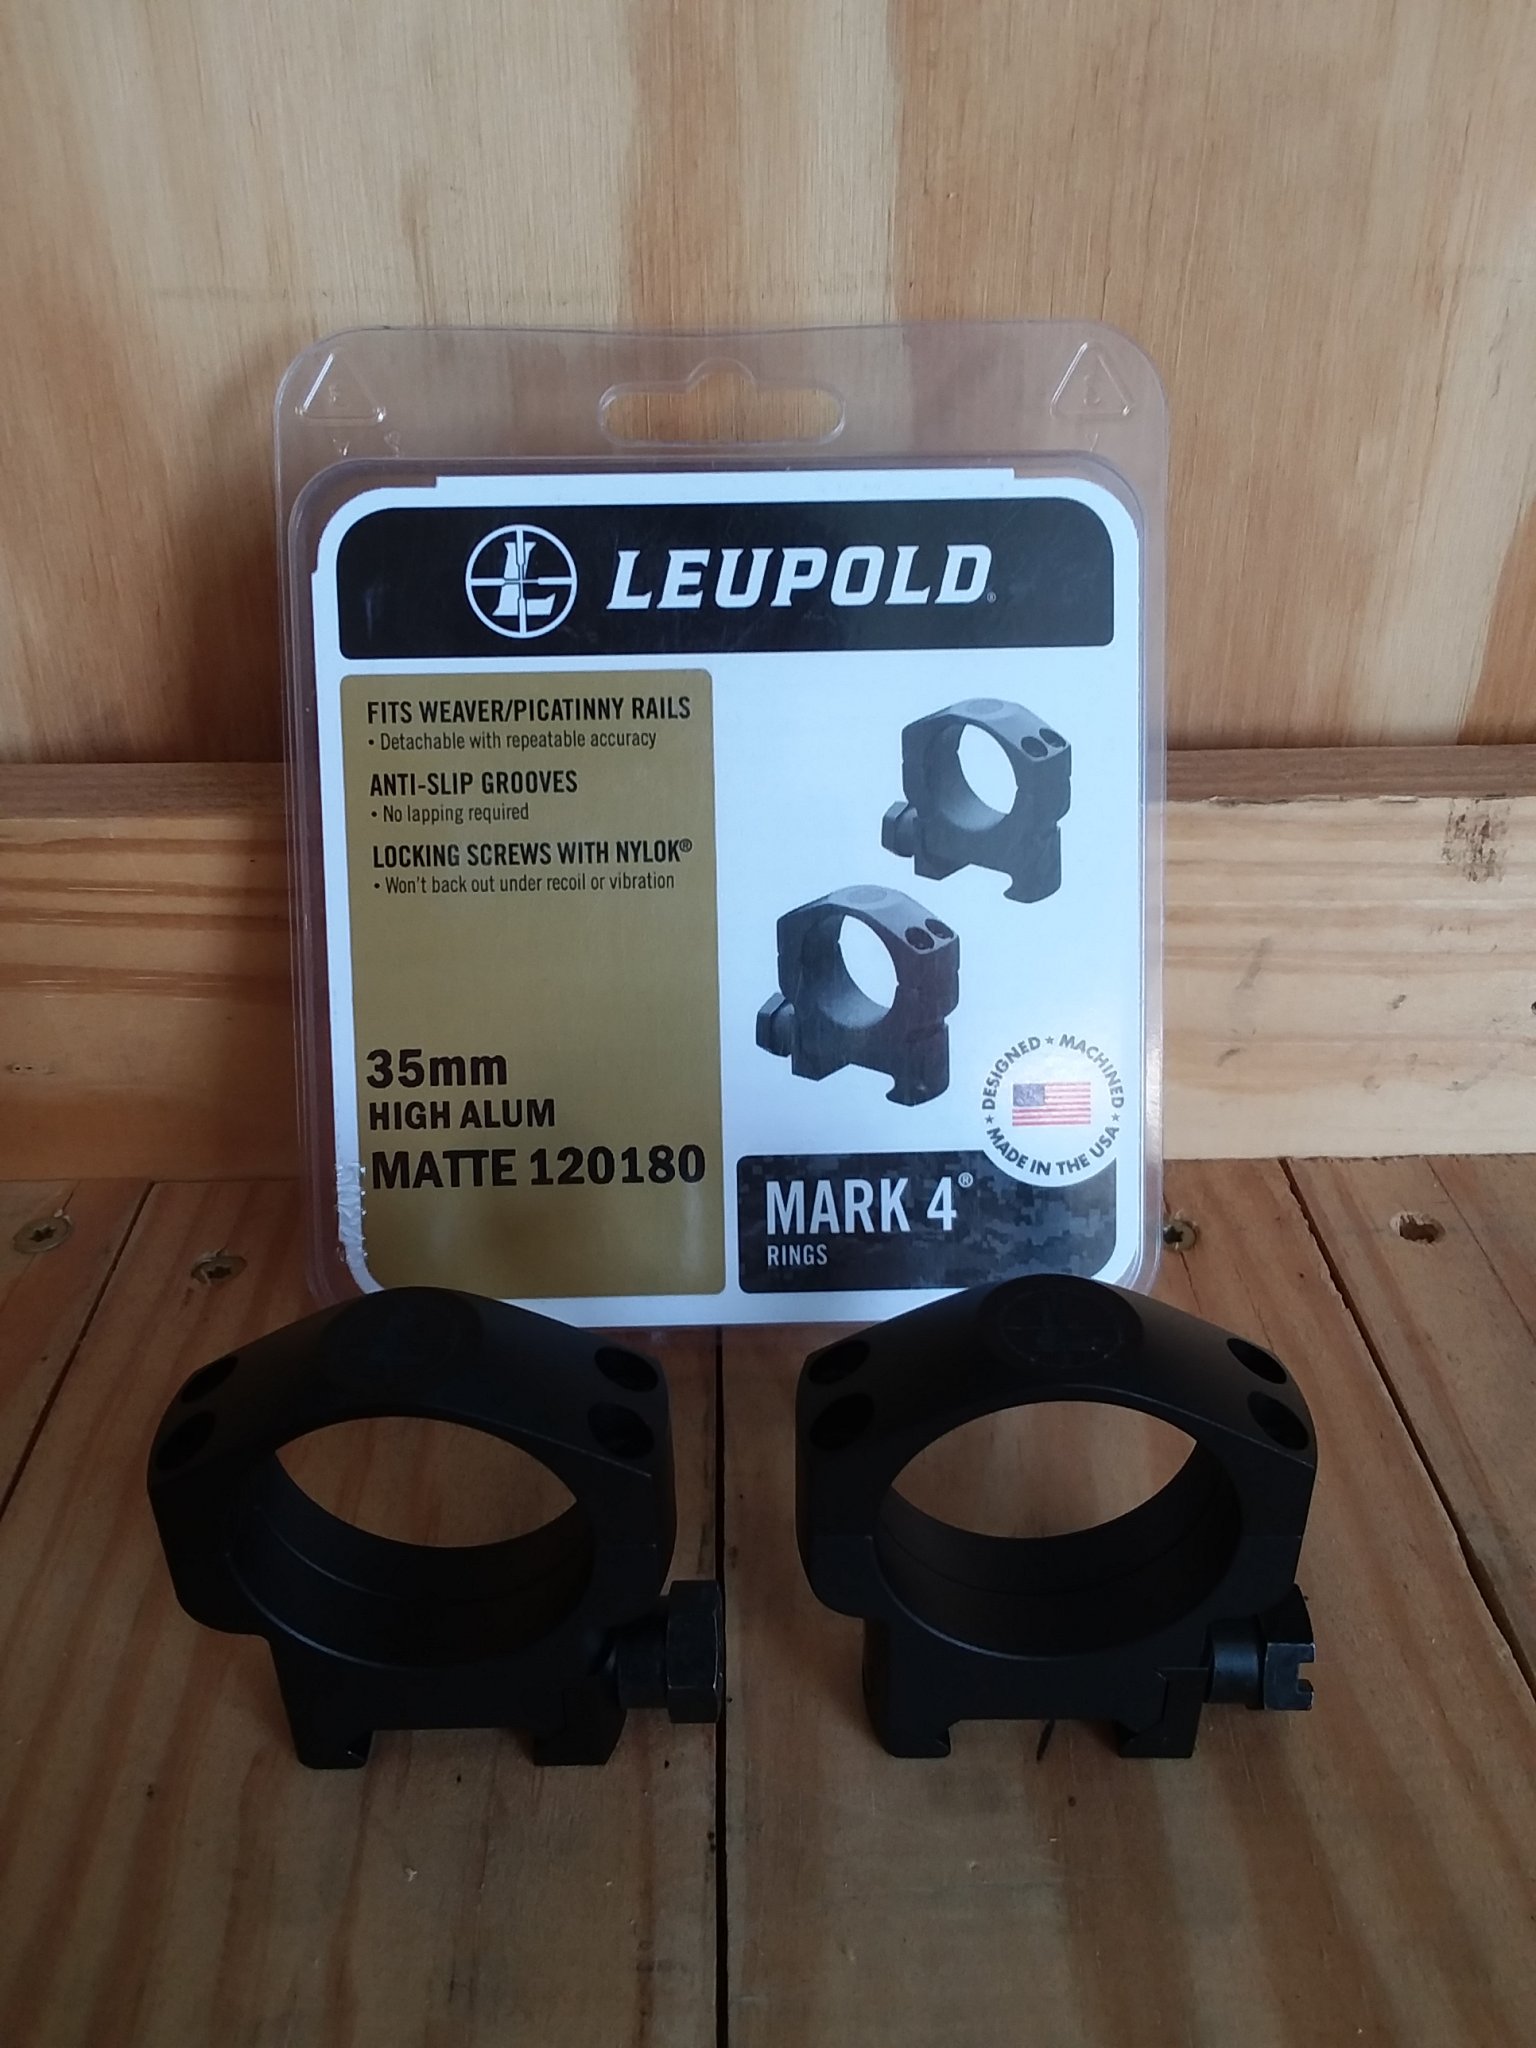 LEUPOLD®
FITS WEAVER/PICATINNY RAILS
• Detachable with repeatable accuracy
ANTI-SLIP GROOVES
• No lapping required
LOCKING SCREWS WITH NYLOK®
• Won't back out under recoil or vibration
35mm
HIGH ALUM
MATTE 120180
★ DESIGNED ★ MACHINED ★
MADE IN THE USA
MARK 4®
RINGS